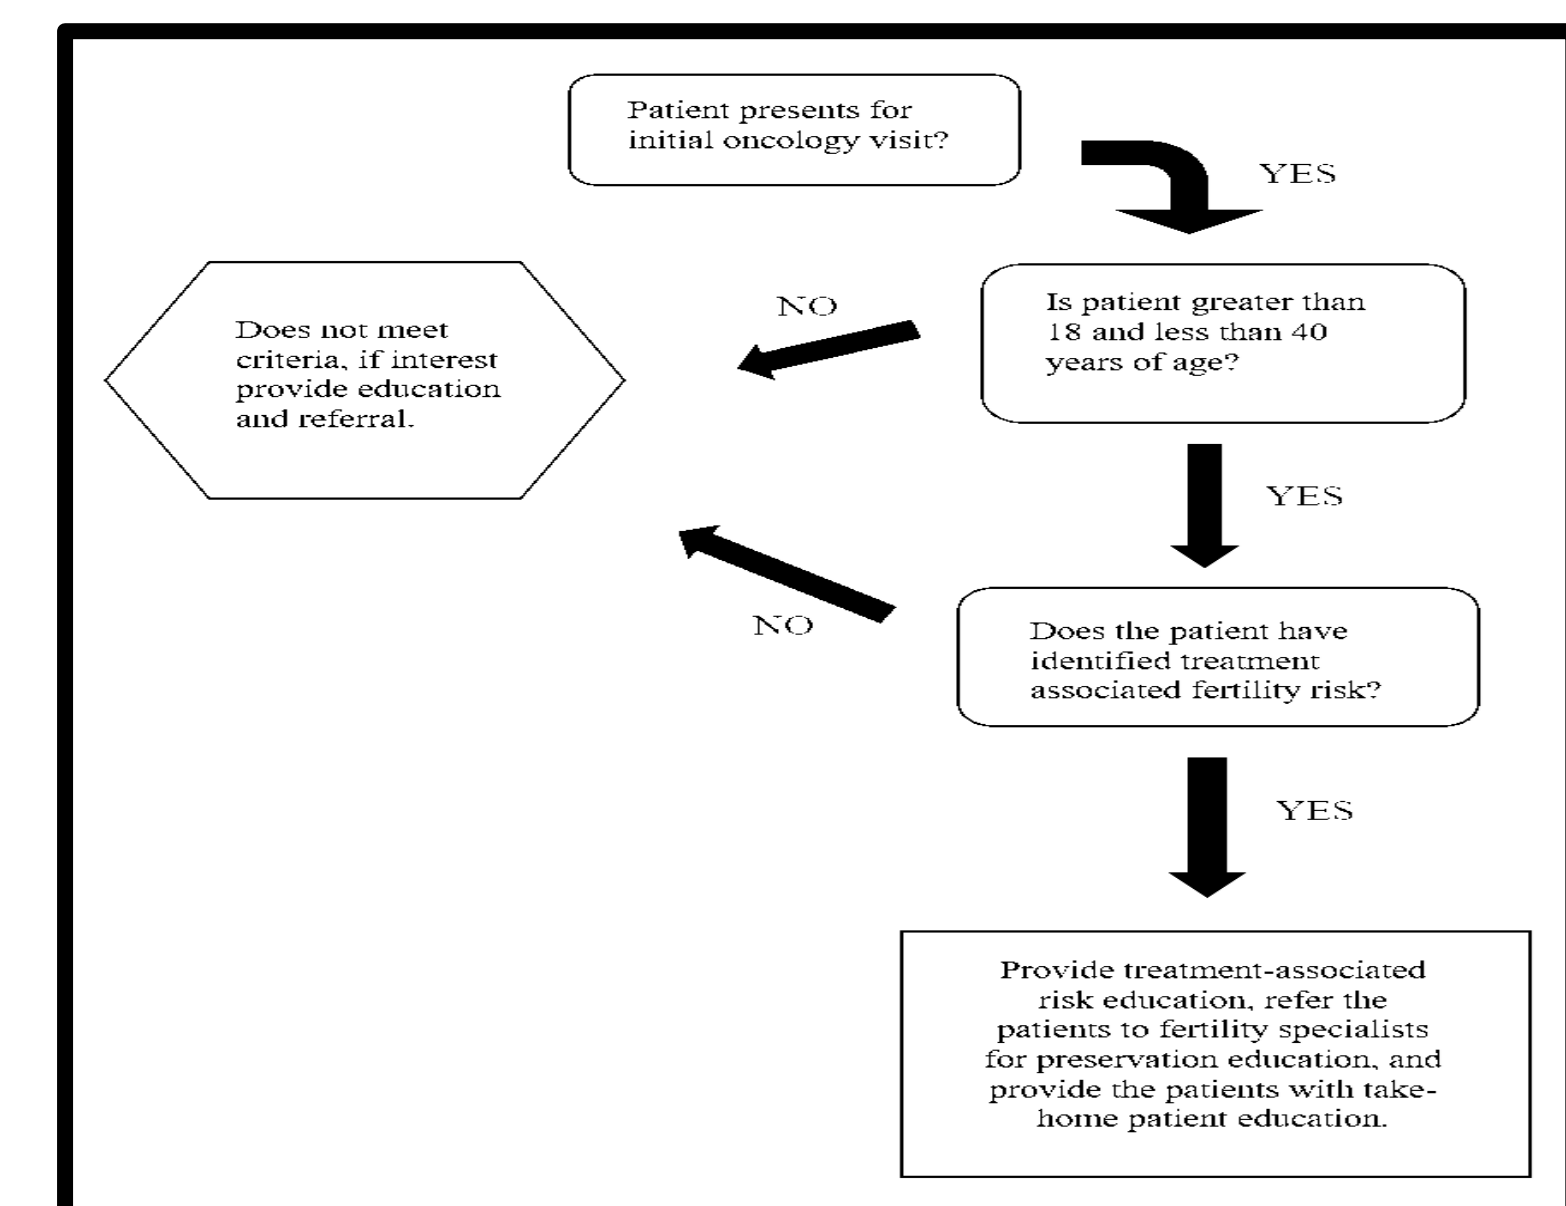 Patient presents for
initial oncology visit?
YES
Is patient greater than
18 and less than 40
years of age?
NO
Does not meet
criteria, if interest
provide education
and referral.
YES
Does the patient have
identified treatment
associated fertility risk?
NO
YES
Provide treatment-associated
risk education, refer the
patients to fertility specialists
for preservation education, and
provide the patients with take-
home patient education.